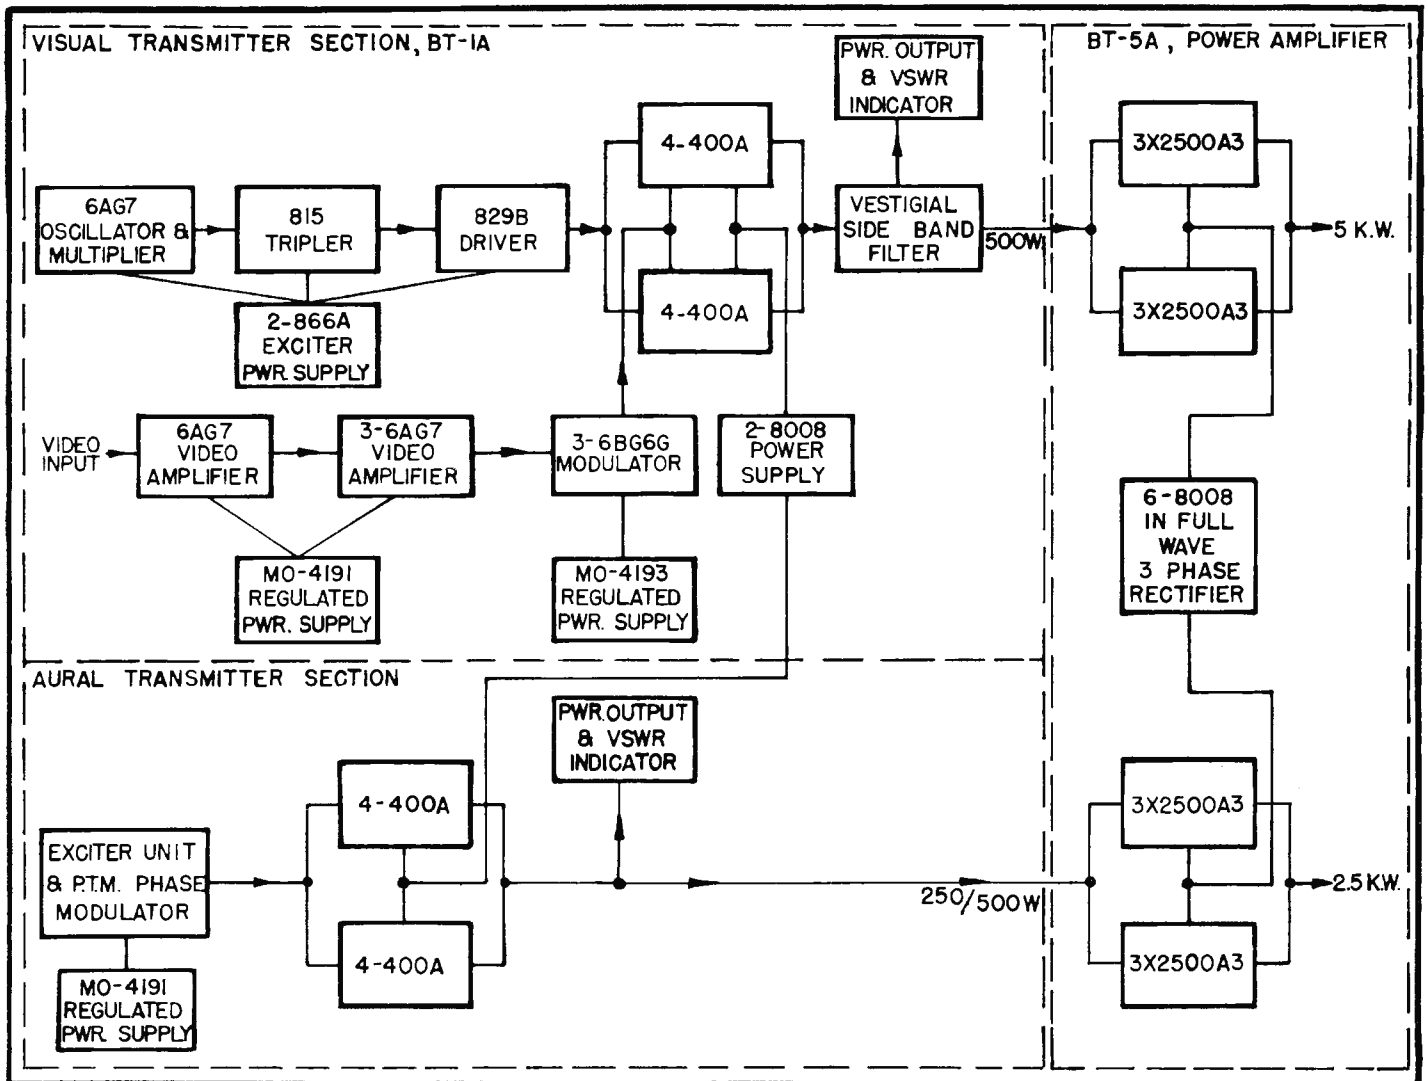 VISUAL TRANSMITTER SECTION, BT-1A
BT-5A, POWER AMPLIFIER
PWR. OUTPUT
& VSWR
INDICATOR
4-400A
3X2500A3
6AG7
OSCILLATOR &
MULTIPLIER
815
TRIPLER
829B
DRIVER
VESTIGIAL
SIDE BAND
FILTER
500W
5 K.W.
2-866A
EXCITER
PWR. SUPPLY
4-400A
3X2500A3
VIDEO
INPUT
6AG7
VIDEO
AMPLIFIER
3-6AG7
VIDEO
AMPLIFIER
3-6BG6G
MODULATOR
2-8008
POWER
SUPPLY
6-8008
IN FULL
WAVE
3 PHASE
RECTIFIER
MO-4191
REGULATED
PWR. SUPPLY
MO-4193
REGULATED
PWR. SUPPLY
AURAL TRANSMITTER SECTION
PWR. OUTPUT
& VSWR
INDICATOR
4-400A
3X2500A3
EXCITER UNIT
& P.T.M. PHASE
MODULATOR
250/500W
2.5 K.W.
4-400A
3X2500A3
MO-4191
REGULATED
PWR. SUPPLY